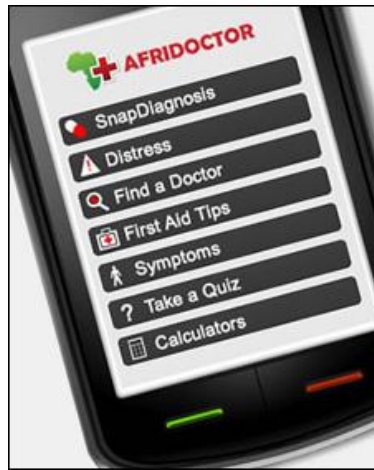 AFRIDOCTOR
SnapDiagnosis
Distress
Find a Doctor
First Aid Tips
Symptoms
Take a Quiz
Calculators